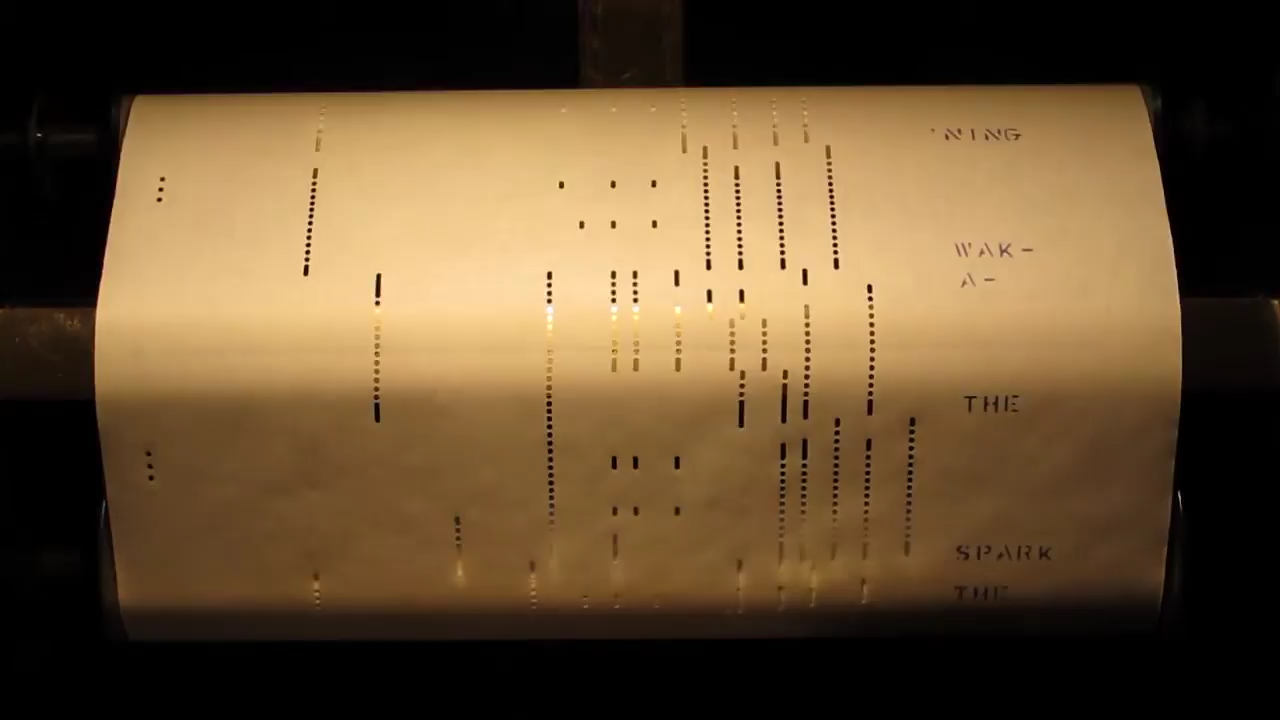 'NING
WAK-
A-
THE
SPARK
THE